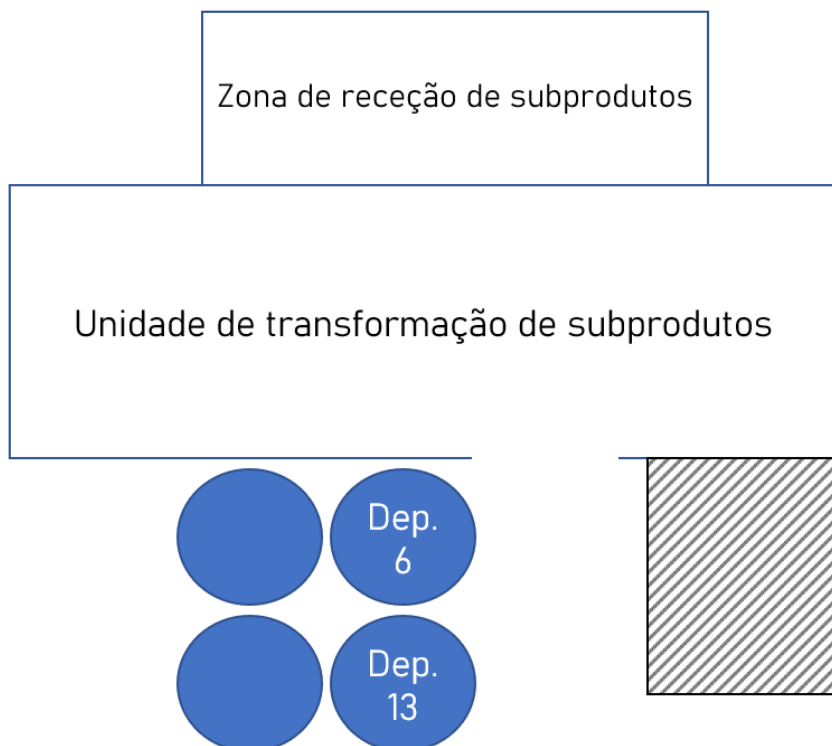 Zona de receção de subprodutos
Unidade de transformação de subprodutos
Dep.
6
Dep.
13